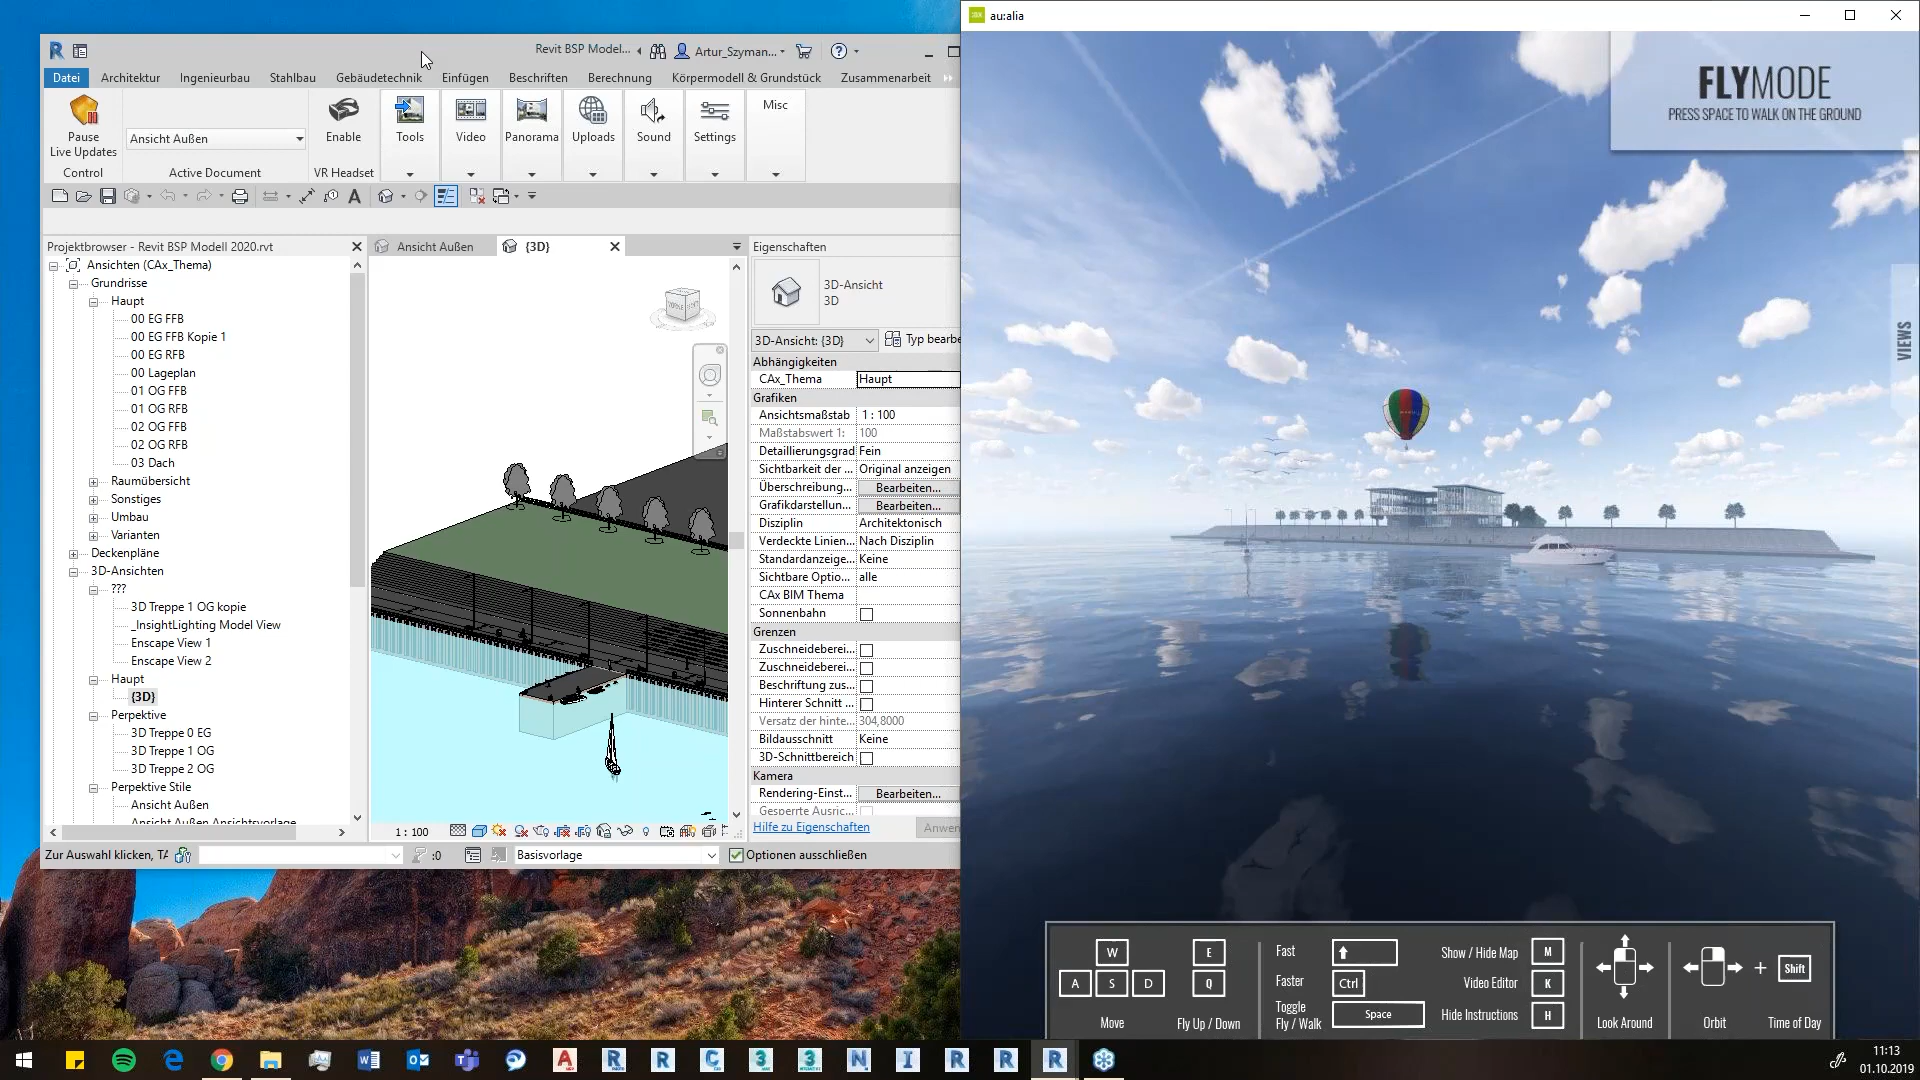 au:alia
Revit BSP Modell...
Artur_Szyman...
Datei Architektur Ingenieurbau Stahlbau Gebäudetechnik Einfügen Beschriften Berechnung Körpermodell & Grundstück Zusammenarbeit
Pause
Live Updates
Control
Ansicht Außen
Active Document
Enable
VR Headset
Tools
Video
Panorama
Uploads
Sound
Settings
Misc
Projektbrowser - Revit BSP Modell 2020.rvt
Ansichten (CAx_Thema)
Grundrisse
Haupt
00 EG FFB
00 EG FFB Kopie 1
00 EG RFB
00 Lageplan
01 OG FFB
01 OG RFB
02 OG FFB
02 OG RFB
03 Dach
Raumübersicht
Sonstiges
Umbau
Varianten
Deckenpläne
3D-Ansichten
???
3D Treppe 1 OG kopie
_InsightLighting Model View
Enscape View 1
Enscape View 2
Haupt
{3D}
Perpektive
3D Treppe 0 EG
3D Treppe 1 OG
3D Treppe 2 OG
Perpektive Stile
Ansicht Außen
Ansicht Außen Ansichtsvorlage
Ansicht Außen
{3D}
1 : 100
Eigenschaften
3D-Ansicht
3D
3D-Ansicht: {3D}
Typ bearbe
Abhängigkeiten
CAx_Thema Haupt
Grafiken
Ansichtsmaßstab 1 : 100
Maßstabswert 1: 100
Detaillierungsgrad Fein
Sichtbarkeit der ... Original anzeigen
Überschreibung... Bearbeiten...
Grafikdarstellun... Bearbeiten...
Disziplin Architektonisch
Verdeckte Linien... Nach Disziplin
Standardanzeige... Keine
Sichtbare Optio... alle
CAx BIM Thema
Sonnenbahn
Grenzen
Zuschneideberei...
Zuschneideberei...
Beschriftung zus...
Hinterer Schnitt ...
Versatz der hinte... 304,8000
Bildausschnitt Keine
3D-Schnittbereich
Kamera
Rendering-Einst... Bearbeiten...
Gesperrte Ausric...
Hilfe zu Eigenschaften
Anwen
Zur Auswahl klicken, TA
:0
Basisvorlage
Optionen ausschließen
FLYMODE
PRESS SPACE TO WALK ON THE GROUND
VIEWS
W
A S D
Move
E
Q
Fly Up / Down
Fast
Faster Ctrl
Toggle
Fly / Walk
Space
Show / Hide Map M
Video Editor K
Hide Instructions H
Look Around
Orbit
+ Shift
Time of Day
11:13
01.10.2019